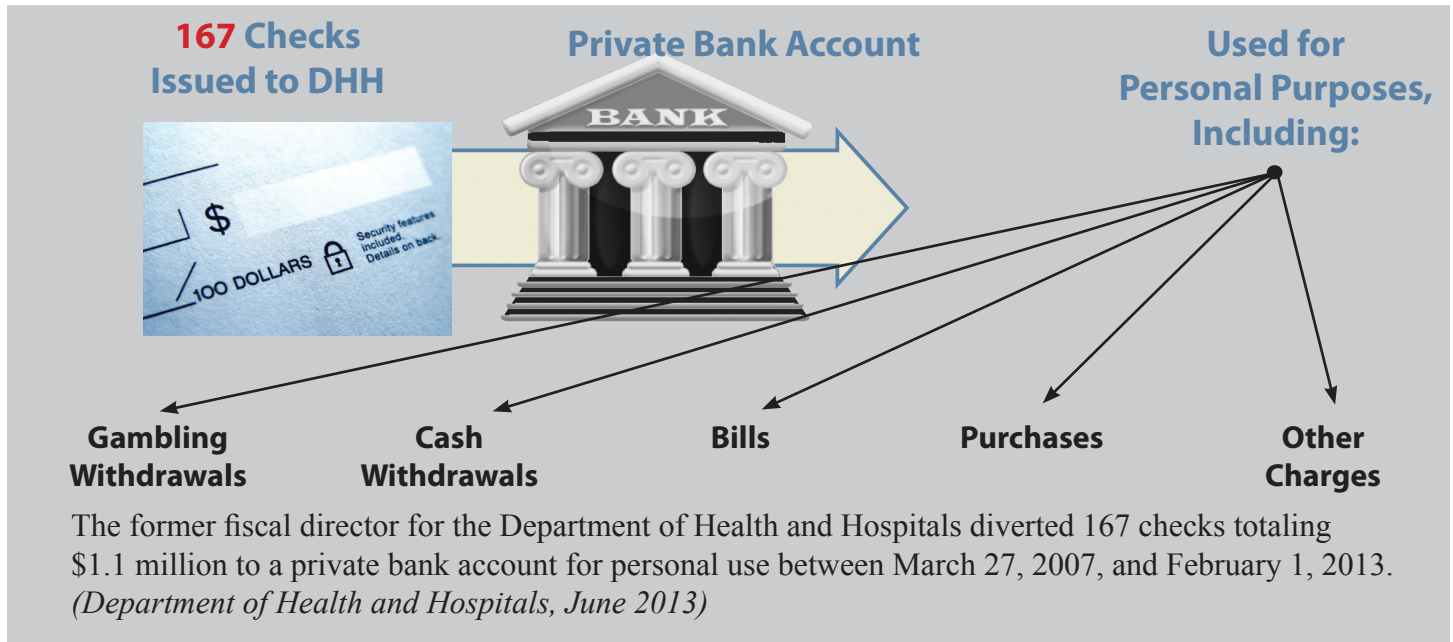 167 Checks
Issued to DHH
Private Bank Account
Used for
Personal Purposes,
Including:
BANK
$
100 DOLLARS
Security features
included.
Details on back.
Gambling
Withdrawals
Cash
Withdrawals
Bills
Purchases
Other
Charges
The former fiscal director for the Department of Health and Hospitals diverted 167 checks totaling
$1.1 million to a private bank account for personal use between March 27, 2007, and February 1, 2013.
(Department of Health and Hospitals, June 2013)